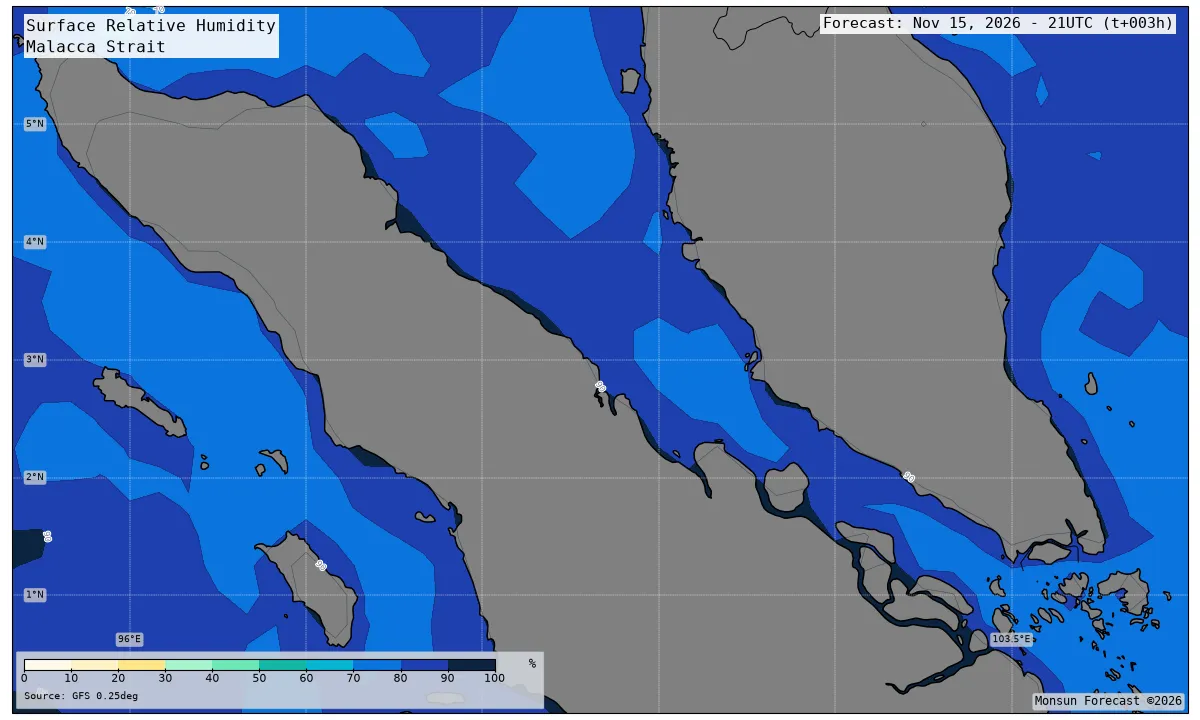 Surface Relative Humidity
Malacca Strait
Forecast: Nov 15, 2026 - 21UTC (t+003h)
5°N
4°N
3°N
90
2°N
90
90
90
1°N
96°E
103.5°E
%
0 10 20 30 40 50 60 70 80 90 100
Source: GFS 0.25deg
Monsun Forecast ©2026